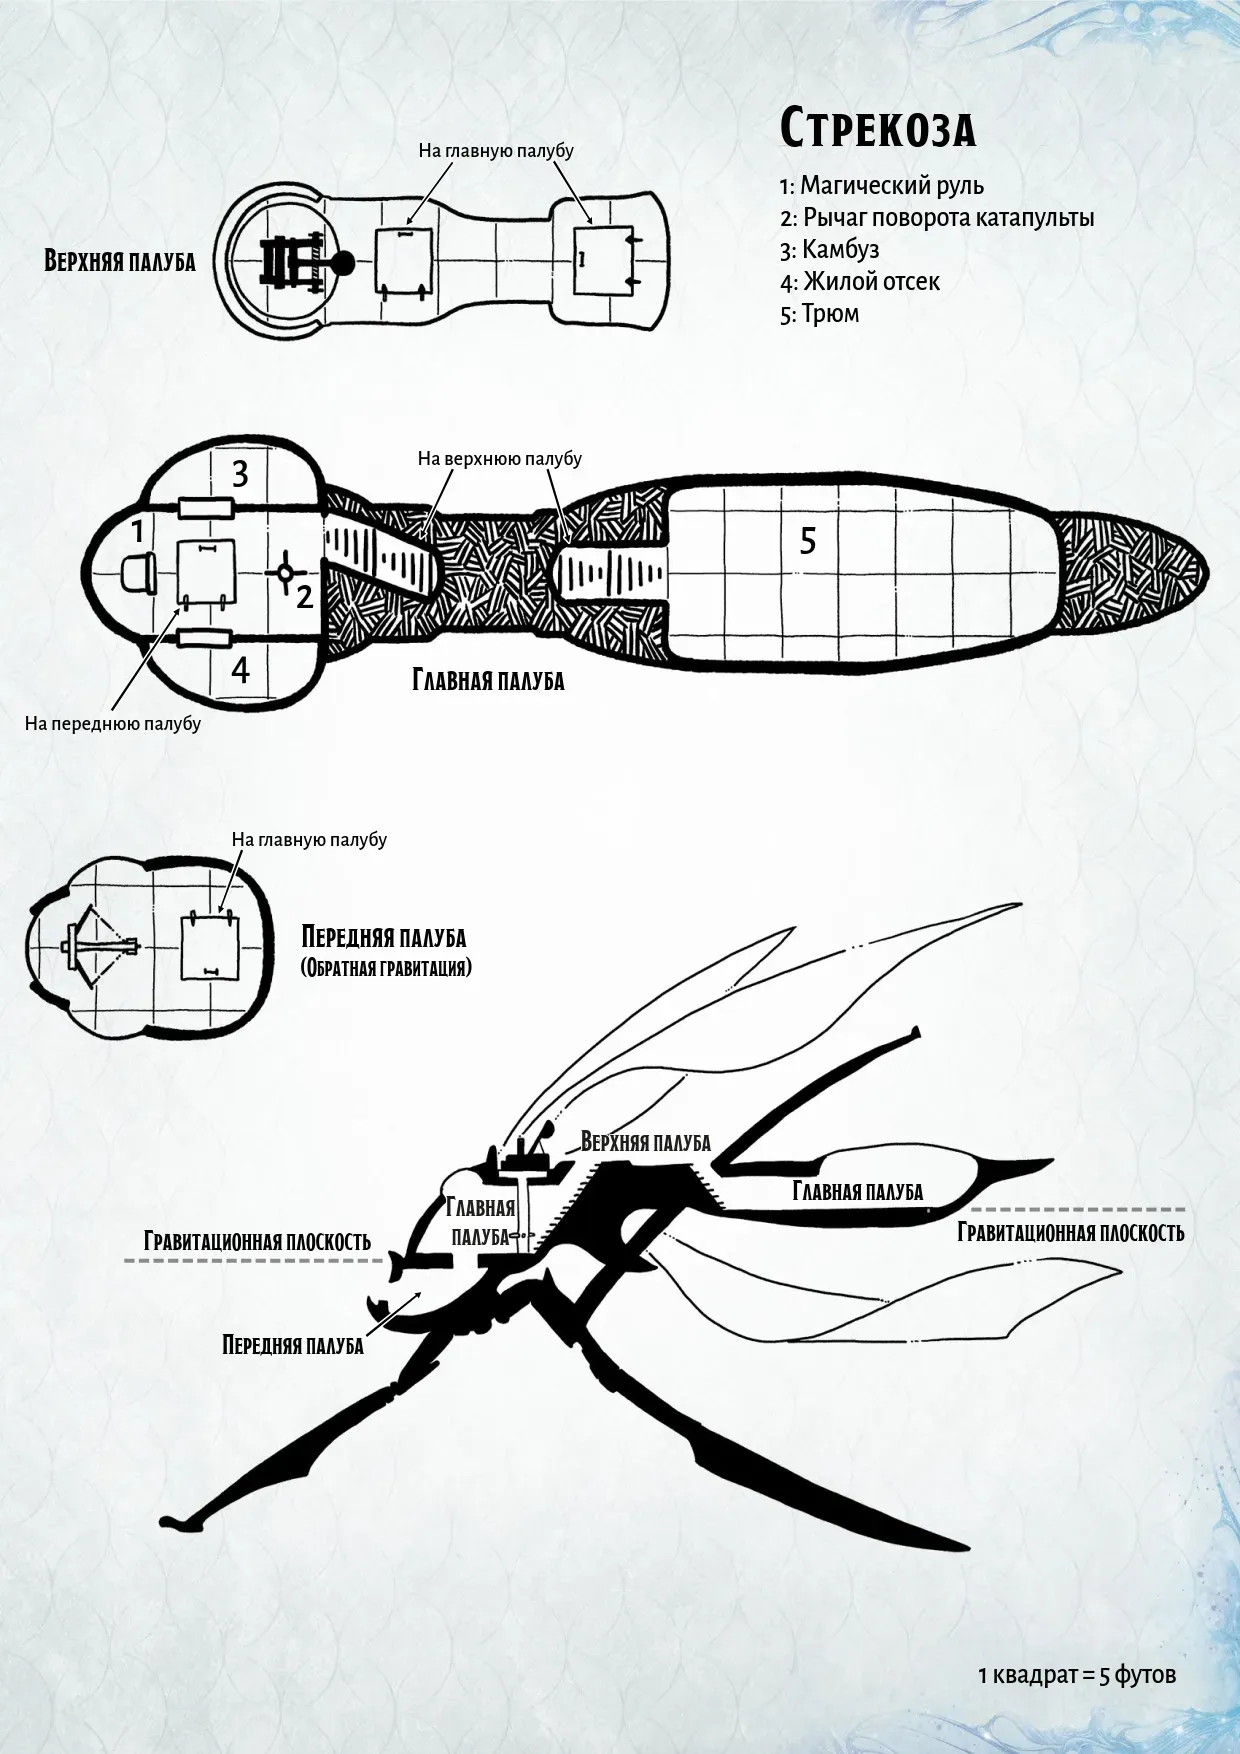 Стрекоза
1: Магический руль
2: Рычаг поворота катапульты
3: Камбуз
4: Жилой отсек
5: Трюм
На главную палубу
Верхняя палуба
На верхнюю палубу
3
1
5
2
4
Главная палуба
На переднюю палубу
На главную палубу
Передняя палуба
(Обратная гравитация)
Верхняя палуба
Главная палуба
Главная
палуба
Гравитационная плоскость
Гравитационная плоскость
Передняя палуба
1 квадрат = 5 футов